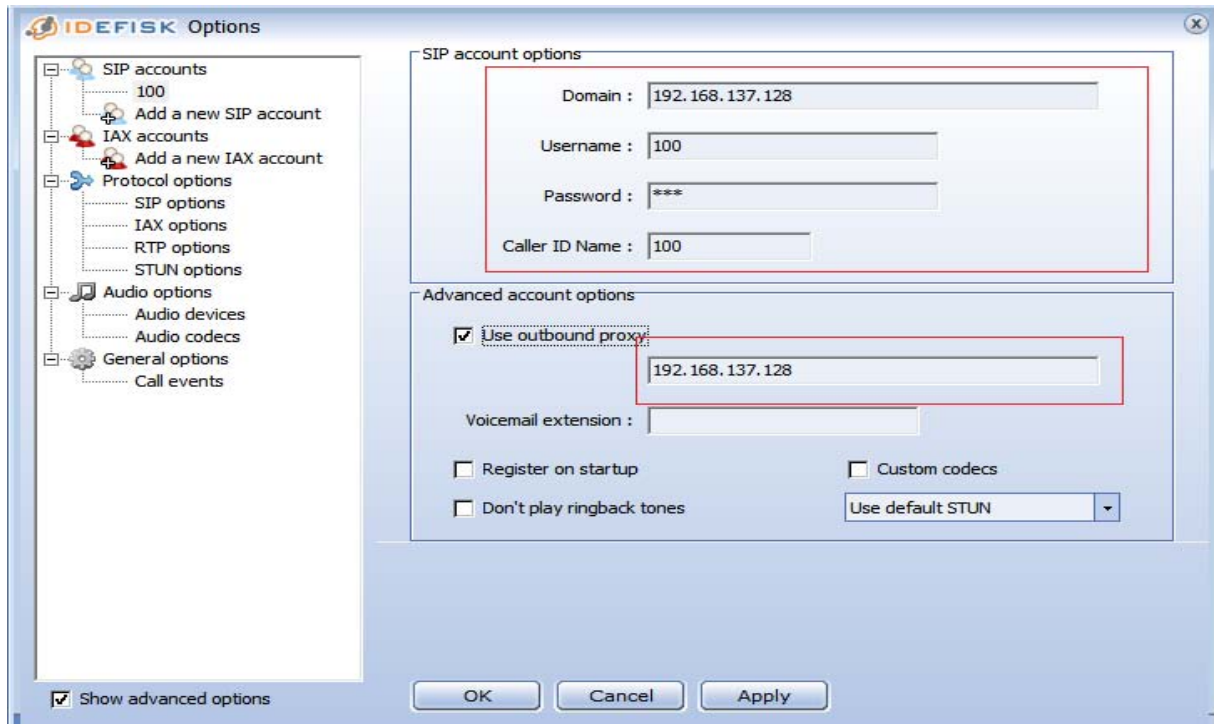 IDEFISK Options
SIP accounts
100
Add a new SIP account
IAX accounts
Add a new IAX account
Protocol options
SIP options
IAX options
RTP options
STUN options
Audio options
Audio devices
Audio codecs
General options
Call events
Show advanced options
SIP account options
Domain : 192.168.137.128
Username : 100
Password : ***
Caller ID Name : 100
Advanced account options
Use outbound proxy
192.168.137.128
Voicemail extension :
Register on startup Custom codecs
Don't play ringback tones Use default STUN
OK Cancel Apply